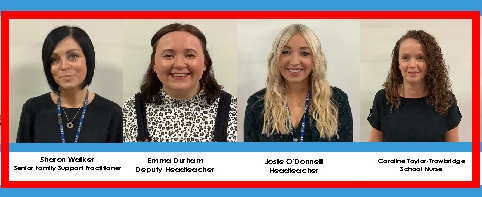 Sharon Walker
Senior Family Support Practitioner
Emma Durham
Deputy Headteacher
Josie O'Donnell
Headteacher
Caroline Taylor-Trowbridge
School Nurse